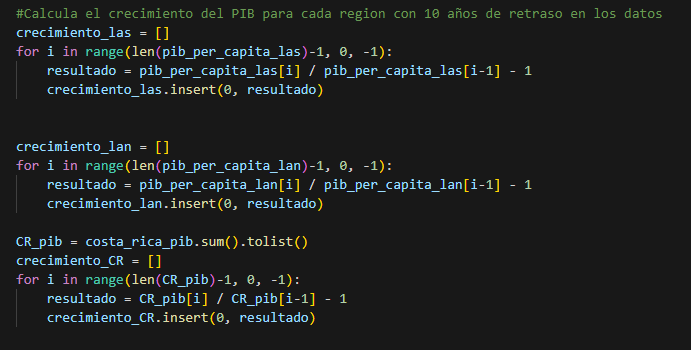 #Calcula el crecimiento del PIB para cada region con 10 años de retraso en los datos
crecimiento_las = []
for i in range(len(pib_per_capita_las)-1, 0, -1):
    resultado = pib_per_capita_las[i] / pib_per_capita_las[i-1] - 1
    crecimiento_las.insert(0, resultado)
crecimiento_lan = []
for i in range(len(pib_per_capita_lan)-1, 0, -1):
    resultado = pib_per_capita_lan[i] / pib_per_capita_lan[i-1] - 1
    crecimiento_lan.insert(0, resultado)
CR_pib = costa_rica_pib.sum().tolist()
crecimiento_CR = []
for i in range(len(CR_pib)-1, 0, -1):
    resultado = CR_pib[i] / CR_pib[i-1] - 1
    crecimiento_CR.insert(0, resultado)